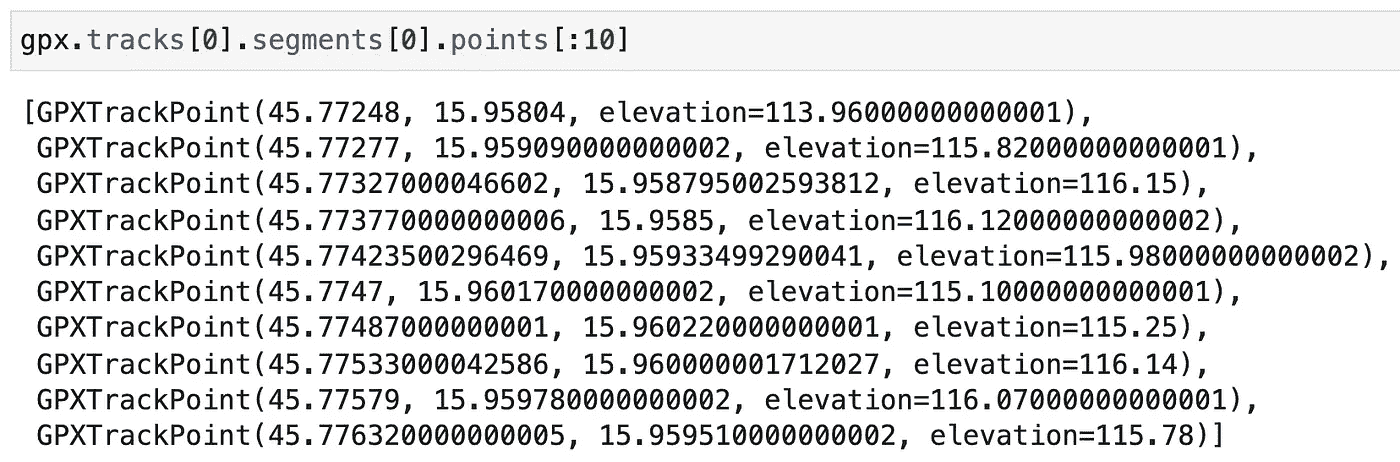 gpx.tracks[0].segments[0].points[:10]
[GPXTrackPoint(45.77248, 15.95804, elevation=113.96000000000001),
GPXTrackPoint(45.77277, 15.959090000000002, elevation=115.82000000000001),
GPXTrackPoint(45.77327000046602, 15.958795002593812, elevation=116.15),
GPXTrackPoint(45.773770000000006, 15.9585, elevation=116.12000000000002),
GPXTrackPoint(45.77423500296469, 15.95933499290041, elevation=115.98000000000002),
GPXTrackPoint(45.7747, 15.960170000000002, elevation=115.10000000000001),
GPXTrackPoint(45.77487000000001, 15.960220000000001, elevation=115.25),
GPXTrackPoint(45.77533000042586, 15.960000001712027, elevation=116.14),
GPXTrackPoint(45.77579, 15.959780000000002, elevation=116.07000000000001),
GPXTrackPoint(45.776320000000005, 15.959510000000002, elevation=115.78)]